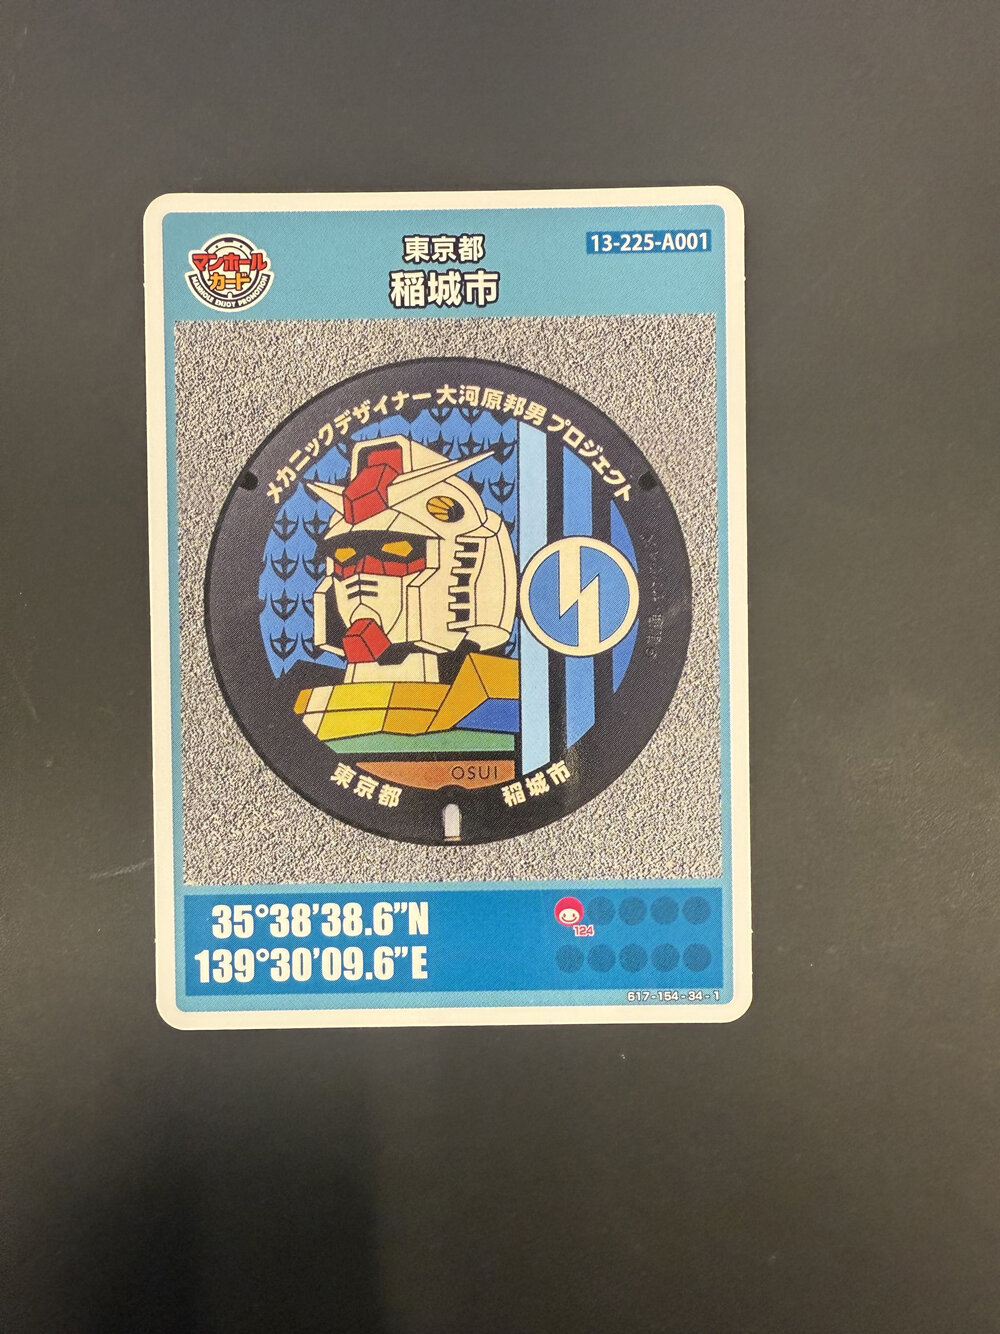 マンホール
カード
MANHOLE ENJOY PROMOTION
東京都
稲城市
13-225-A001
メカニックデザイナー 大河原邦男 プロジェクト
OSUI
東京都
稲城市
35°38’38.6”N
139°30’09.6”E
124
617-154-34-1